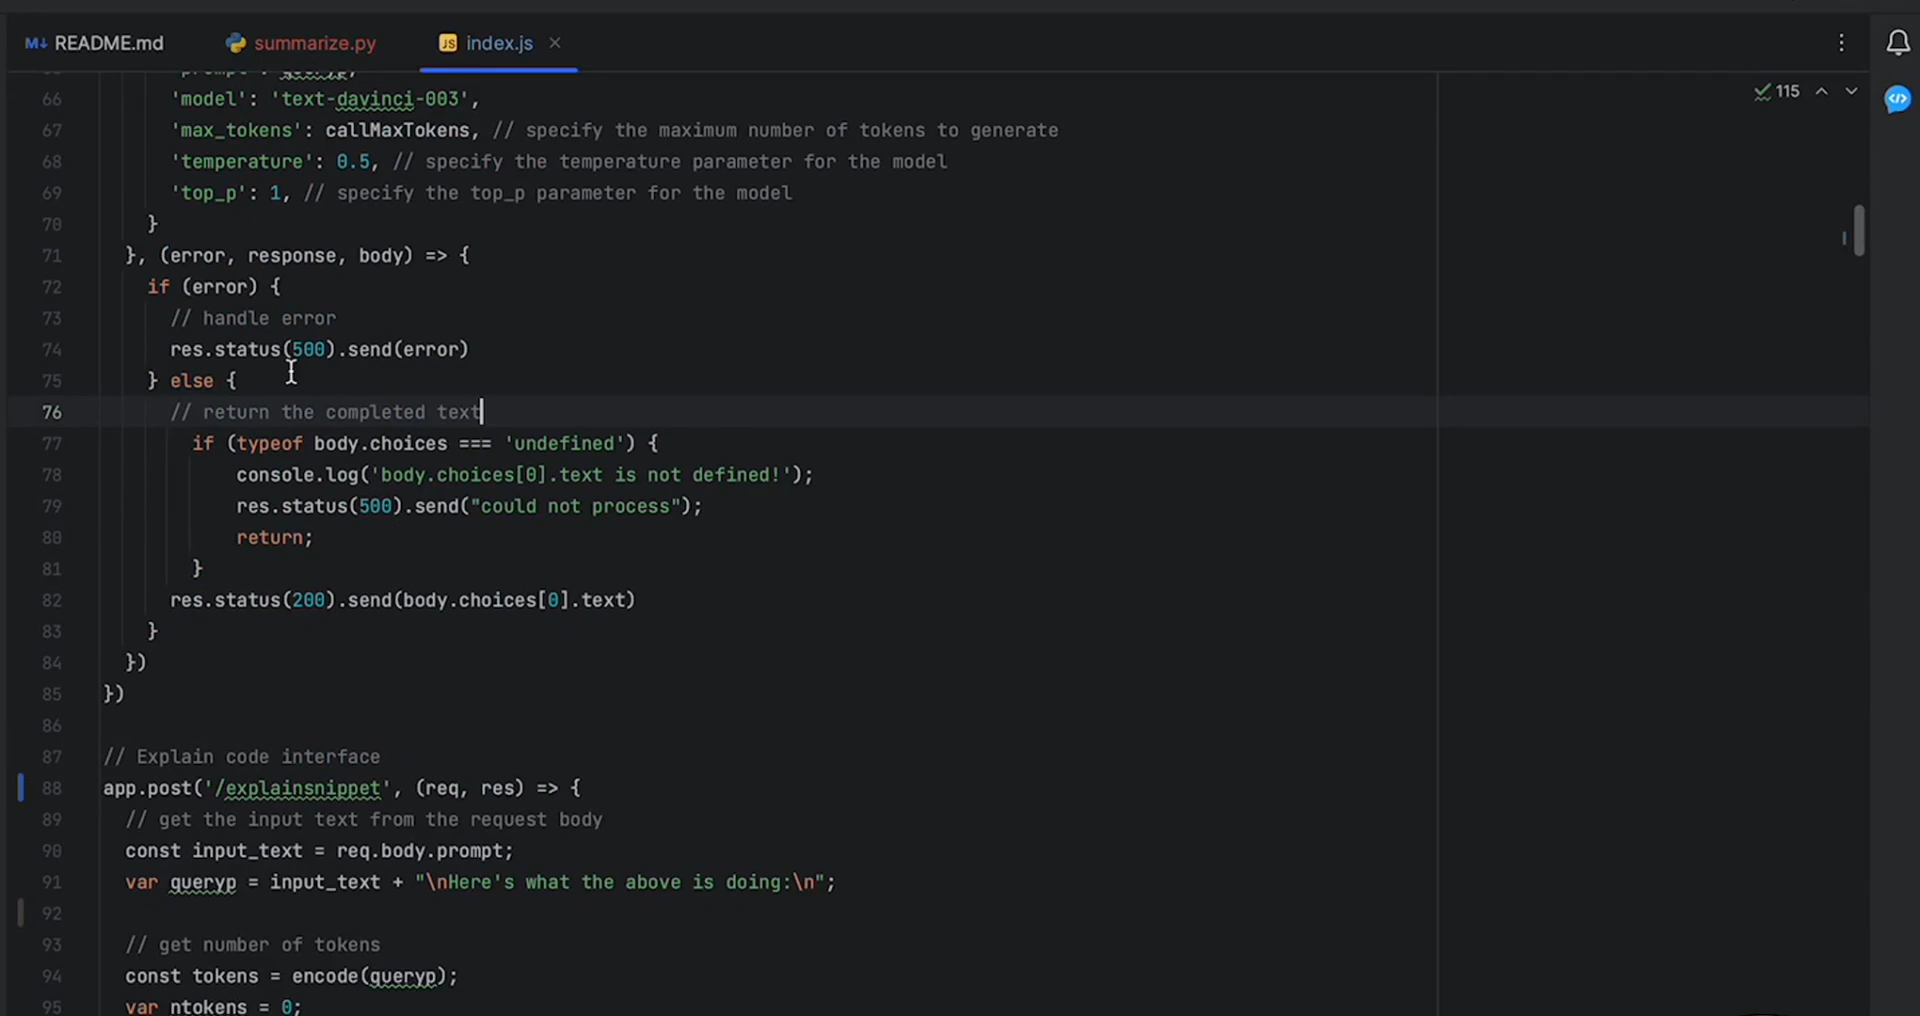 README.md
summarize.py
JS index.js
115
66 'model': 'text-davinci-003',
67 'max_tokens': callMaxTokens, // specify the maximum number of tokens to generate
68 'temperature': 0.5, // specify the temperature parameter for the model
69 'top_p': 1, // specify the top_p parameter for the model
70 }
71 }, (error, response, body) => {
72 if (error) {
73 // handle error
74 res.status(500).send(error)
75 } else {
76 // return the completed text
77 if (typeof body.choices === 'undefined') {
78 console.log('body.choices[0].text is not defined!');
79 res.status(500).send("could not process");
80 return;
81 }
82 res.status(200).send(body.choices[0].text)
83 }
84 })
85 })
86
87 // Explain code interface
88 app.post('/explainsnippet', (req, res) => {
89 // get the input text from the request body
90 const input_text = req.body.prompt;
91 var queryp = input_text + "\nHere's what the above is doing:\n";
92
93 // get number of tokens
94 const tokens = encode(queryp);
95 var ntokens = 0;